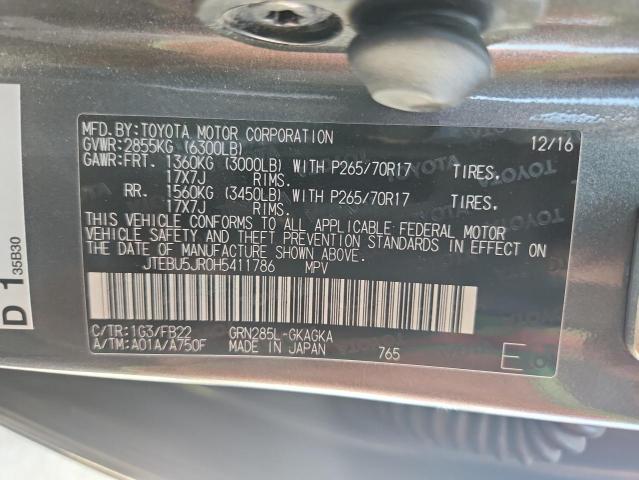 MFD.BY:TOYOTA MOTOR CORPORATION 12/16
GVWR:2855KG (6300LB)
GAWR:FRT. 1360KG (3000LB) WITH P265/70R17 TIRES,
17X7J RIMS.
RR. 1560KG (3450LB) WITH P265/70R17 TIRES,
17X7J RIMS.
THIS VEHICLE CONFORMS TO ALL APPLICABLE FEDERAL MOTOR
VEHICLE SAFETY AND THEFT PREVENTION STANDARDS IN EFFECT ON
THE DATE OF MANUFACTURE SHOWN ABOVE.
JTEBU5JR0H5411786 MPV
C/TR:1G3/FB22 GRN285L-GKAGKA
A/TM:A01A/A750F MADE IN JAPAN 765 E
D 1 35B30